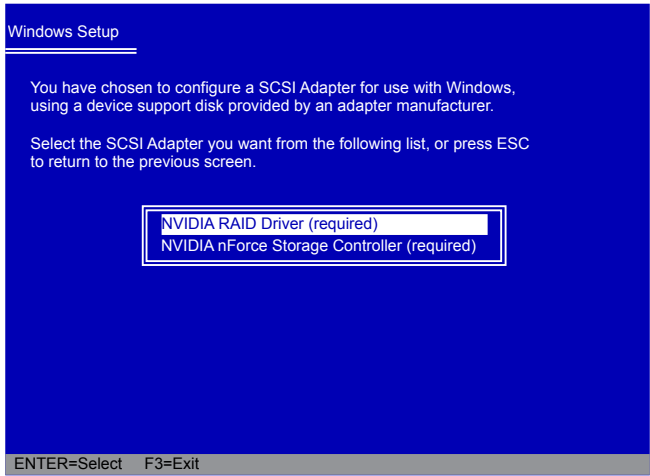 Windows Setup
You have chosen to configure a SCSI Adapter for use with Windows,
using a device support disk provided by an adapter manufacturer.
Select the SCSI Adapter you want from the following list, or press ESC
to return to the previous screen.
NVIDIA RAID Driver (required)
NVIDIA nForce Storage Controller (required)
ENTER=Select F3=Exit